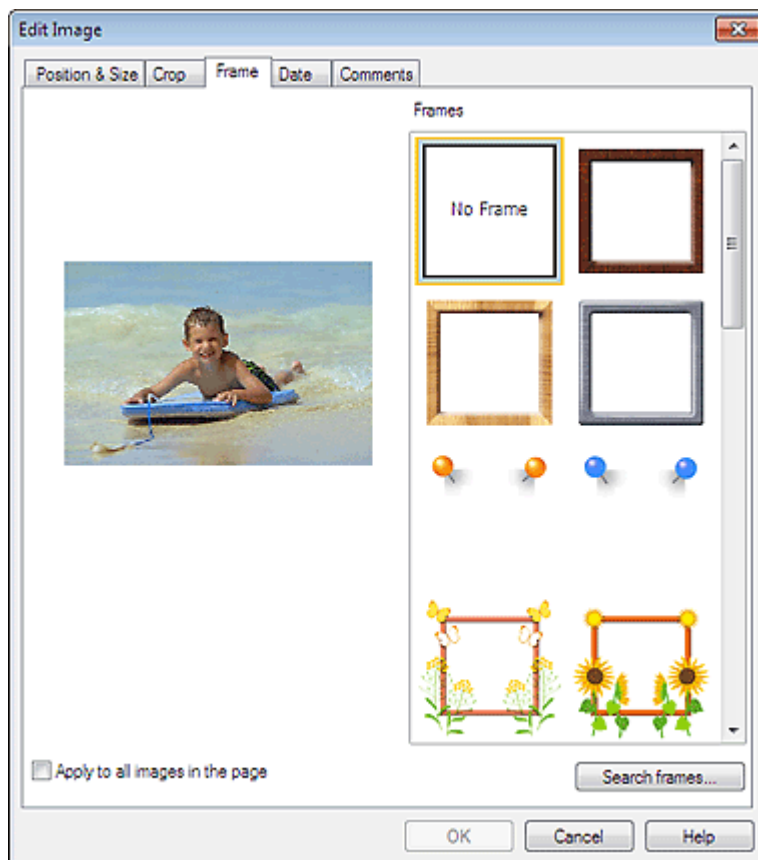 Edit Image
Position & Size Crop Frame Date Comments
Frames
No Frame
Apply to all images in the page
Search frames...
OK Cancel Help